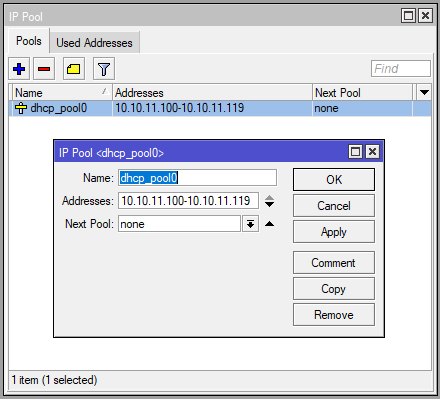 IP Pool
Pools Used Addresses
Find
Name Addresses Next Pool
dhcp_pool0 10.10.11.100-10.10.11.119 none
IP Pool <dhcp_pool0>
Name: dhcp_pool0 OK
Addresses: 10.10.11.100-10.10.11.119 Cancel
Next Pool: none Apply
Comment
Copy
Remove
1 item (1 selected)